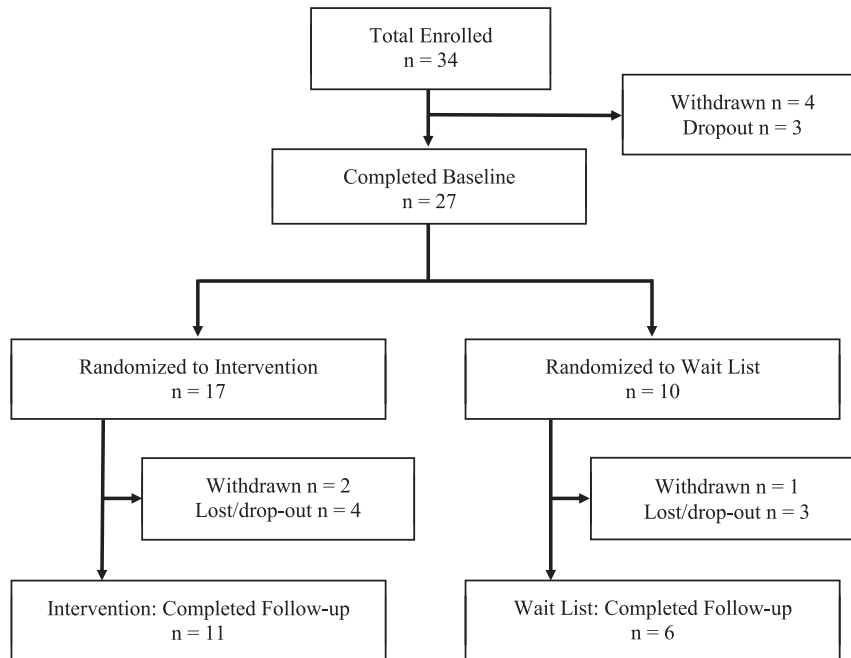 Total Enrolled
n = 34
Withdrawn n = 4
Dropout n = 3
Completed Baseline
n = 27
Randomized to Intervention
n = 17
Randomized to Wait List
n = 10
Withdrawn n = 2
Lost/drop-out n = 4
Withdrawn n = 1
Lost/drop-out n = 3
Intervention: Completed Follow-up
n = 11
Wait List: Completed Follow-up
n = 6